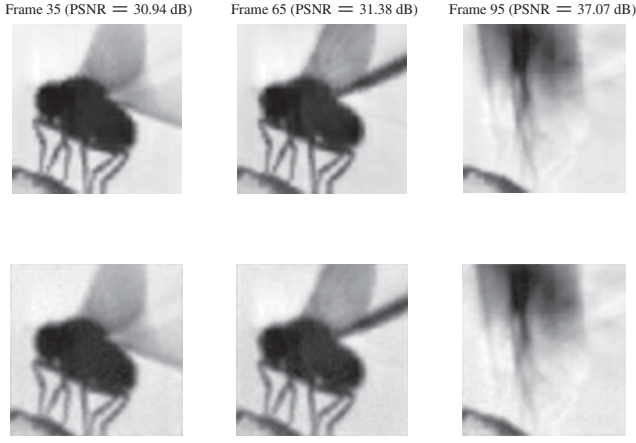 Frame 35 (PSNR = 30.94 dB)
Frame 65 (PSNR = 31.38 dB)
Frame 95 (PSNR = 37.07 dB)